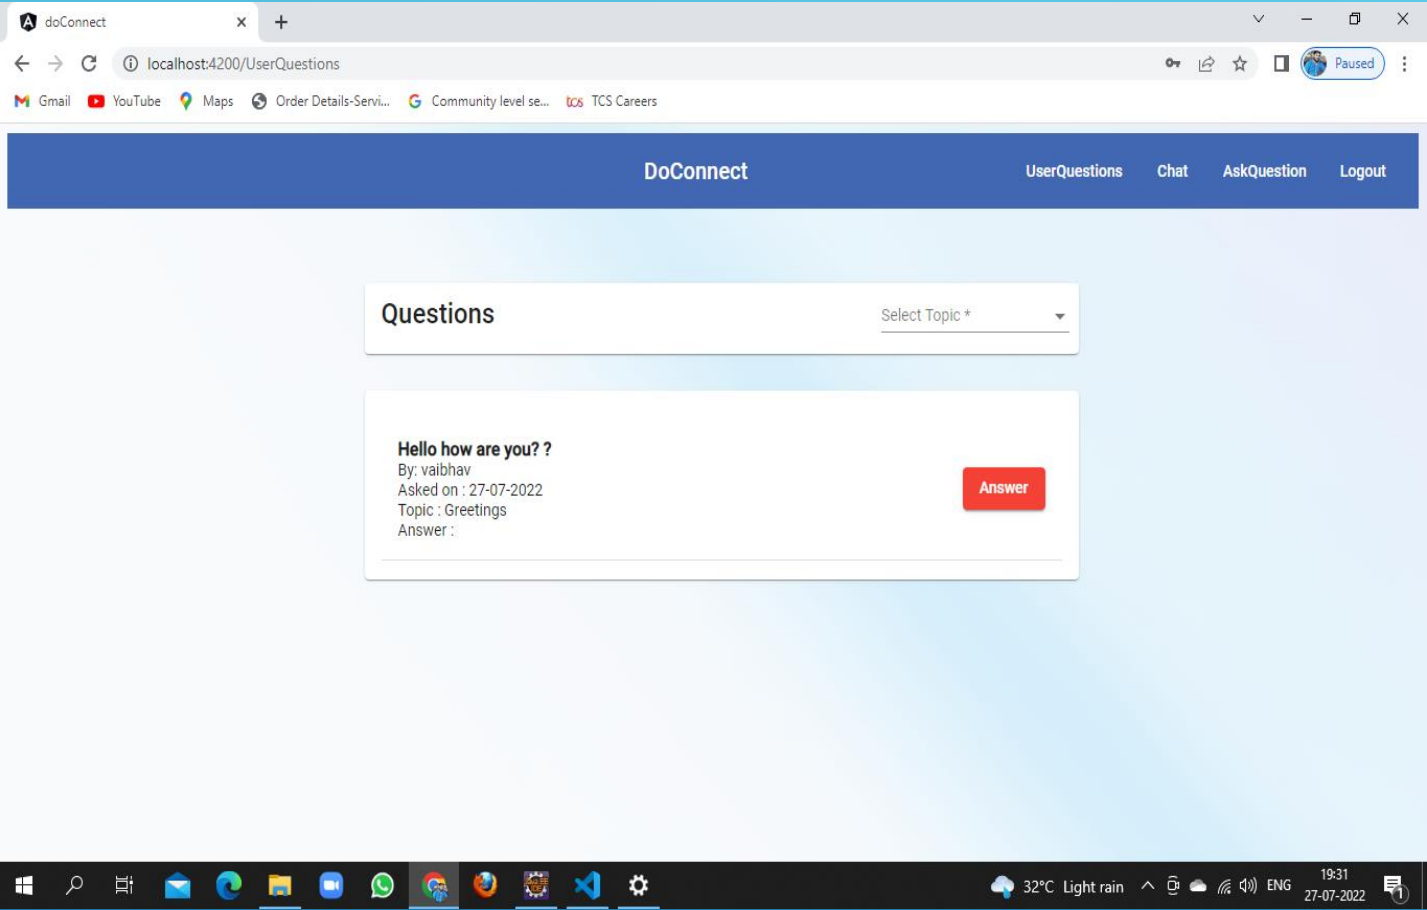 doConnect
localhost:4200/UserQuestions
Paused
Gmail YouTube Maps Order Details-Servi... Community level se... tcs TCS Careers
DoConnect UserQuestions Chat AskQuestion Logout
Questions Select Topic *
Hello how are you? ?
By: vaibhav
Asked on : 27-07-2022
Answer
Topic : Greetings
Answer :
32°C Light rain ENG
19:31
27-07-2022
1